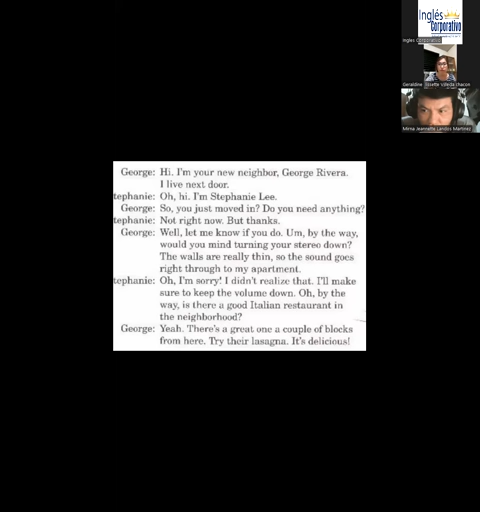 Inglés
Corporativo
Inglés Corporativo
Mirna Jeannette Landos Martinez
George: Hi. I'm your new neighbor, George Rivera.
I live next door.
tephanie: Oh, hi. I'm Stephanie Lee.
George: So, you just moved in? Do you need anything?
tephanie: Not right now. But thanks.
George: Well, let me know if you do. Um, by the way,
would you mind turning your stereo down?
The walls are really thin, so the sound goes
right through to my apartment.
tephanie: Oh, I'm sorry! I didn't realize that. I'll make
sure to keep the volume down. Oh, by the
way, is there a good Italian restaurant in
the neighborhood?
George: Yeah. There's a great one a couple of blocks
from here. Try their lasagna. It's delicious!